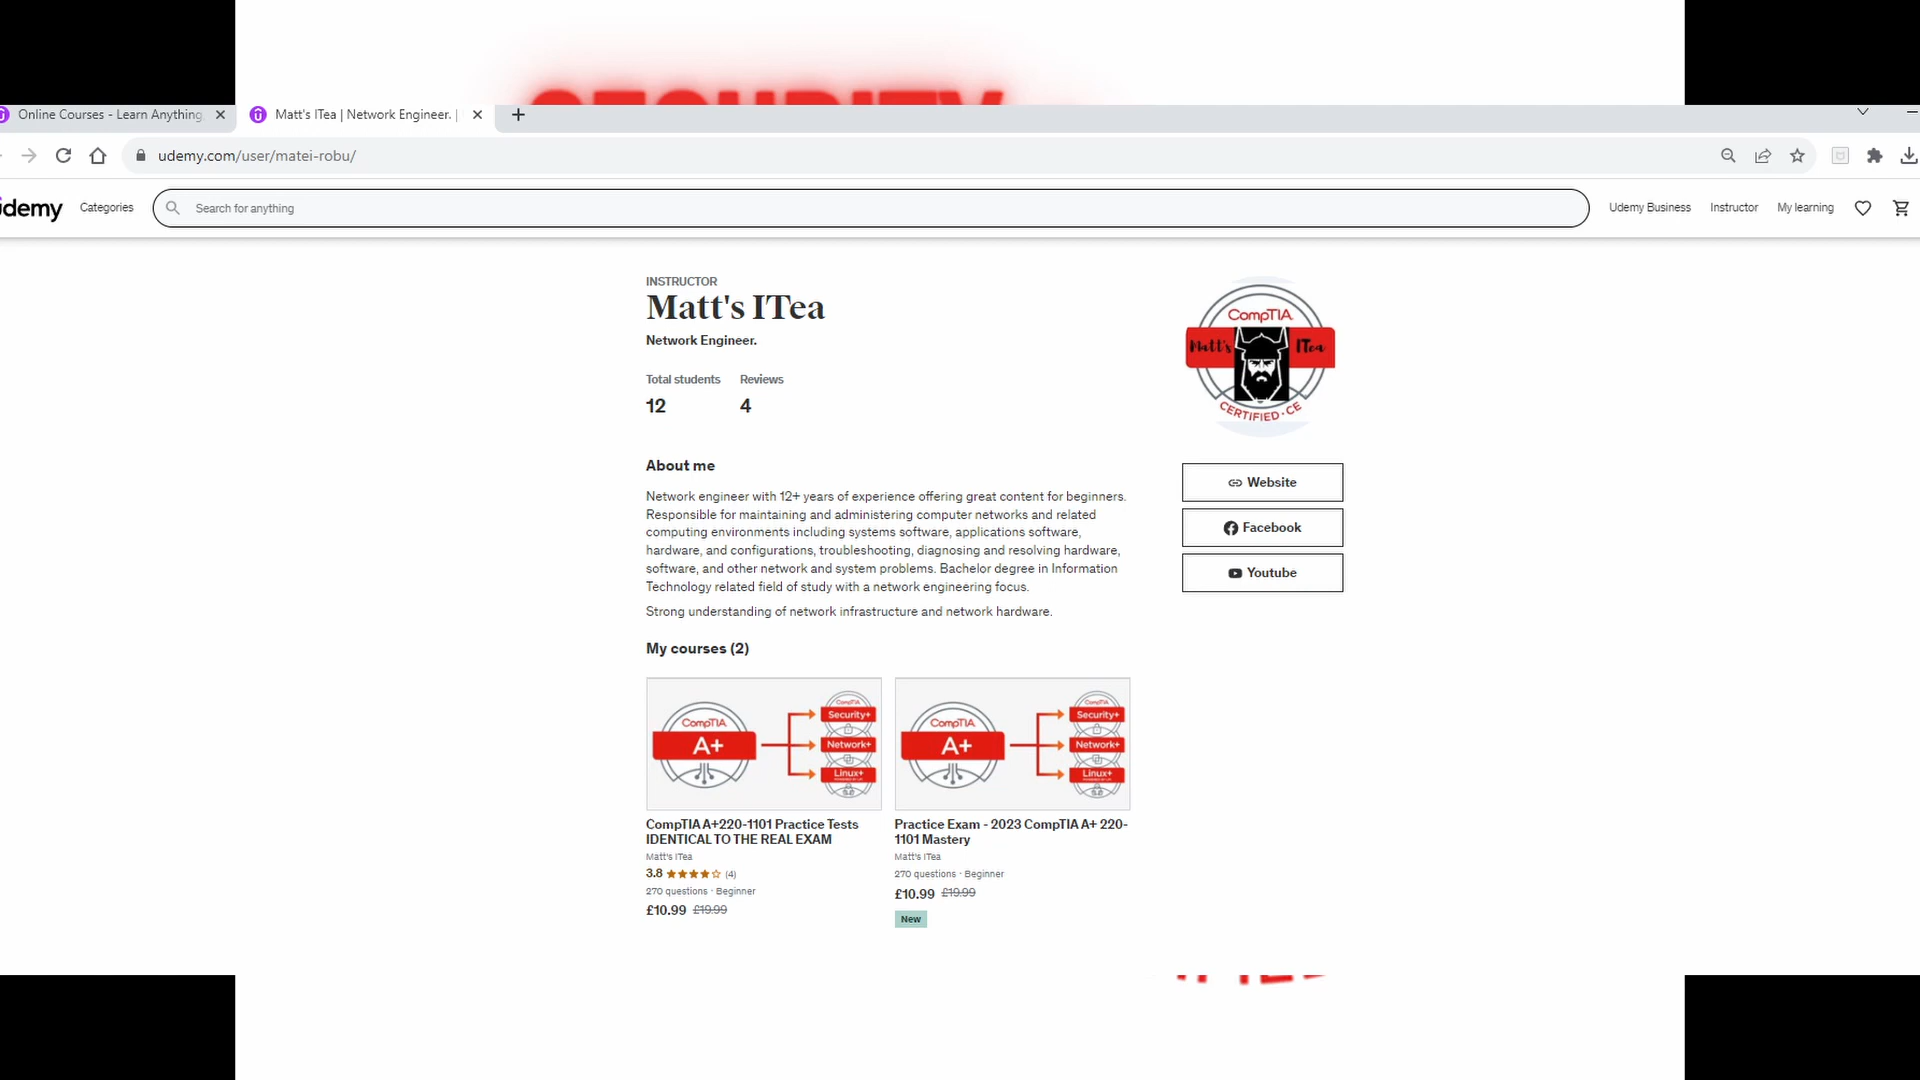 SECURITY
Online Courses - Learn Anything,
Matt's ITea | Network Engineer. |
udemy.com/user/matei-robu/
udemy
Categories
Search for anything
Udemy Business
Instructor
My learning
INSTRUCTOR
Matt's ITea
Network Engineer.
Total students
Reviews
12
4
About me
Network engineer with 12+ years of experience offering great content for beginners.
Responsible for maintaining and administering computer networks and related
computing environments including systems software, applications software,
hardware, and configurations, troubleshooting, diagnosing and resolving hardware,
software, and other network and system problems. Bachelor degree in Information
Technology related field of study with a network engineering focus.
Strong understanding of network infrastructure and network hardware.
CompTIA
Matt's ITea
CERTIFIED·CE
Website
Facebook
Youtube
My courses (2)
CompTIA
A+
CompTIA
Security+
Network+
Linux+
CompTIA A+220-1101 Practice Tests
IDENTICAL TO THE REAL EXAM
Matt's ITea
3.8 (4)
270 questions · Beginner
£10.99 £19.99
CompTIA
A+
CompTIA
Security+
Network+
Linux+
Practice Exam - 2023 CompTIA A+ 220-
1101 Mastery
Matt's ITea
270 questions · Beginner
£10.99 £19.99
New